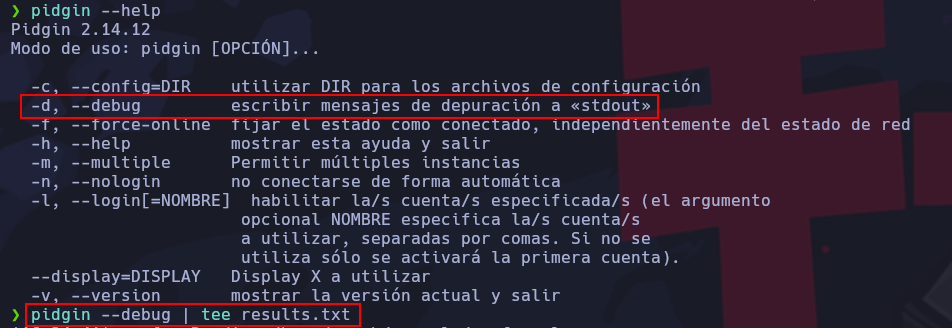 ❯ pidgin --help
Pidgin 2.14.12
Modo de uso: pidgin [OPCIÓN]...
-c, --config=DIR    utilizar DIR para los archivos de configuración
-d, --debug         escribir mensajes de depuración a «stdout»
-f, --force-online  fijar el estado como conectado, independientemente del estado de red
-h, --help          mostrar esta ayuda y salir
-m, --multiple      Permitir múltiples instancias
-n, --nologin       no conectarse de forma automática
-l, --login[=NOMBRE]  habilitar la/s cuenta/s especificada/s (el argumento
opcional NOMBRE especifica la/s cuenta/s
a utilizar, separadas por comas. Si no se
utiliza sólo se activará la primera cuenta).
--display=DISPLAY   Display X a utilizar
-v, --version       mostrar la versión actual y salir
❯ pidgin --debug | tee results.txt